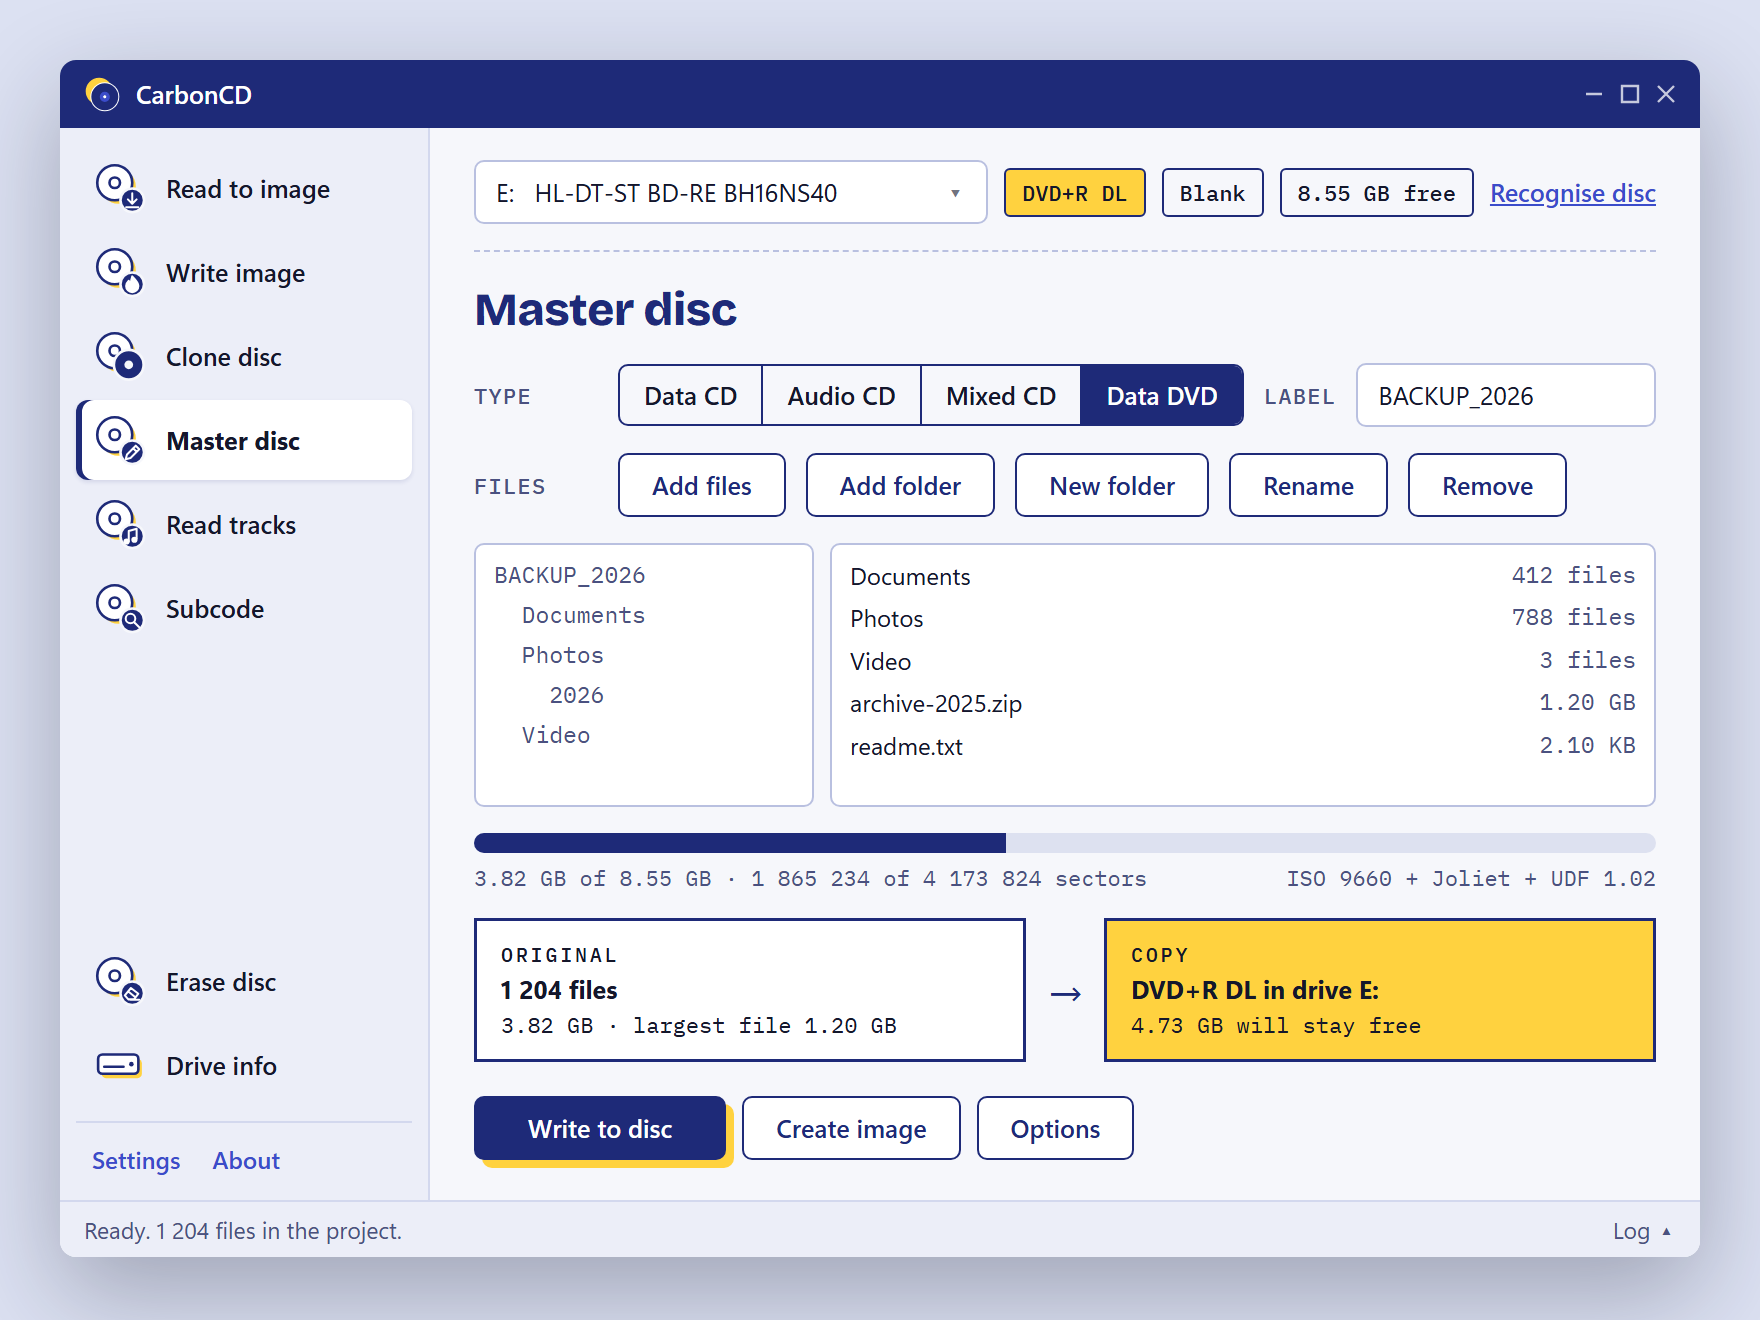 CarbonCD
Read to image
Write image
Clone disc
Master disc
Read tracks
Subcode
Erase disc
Drive info
Settings About
E: HL-DT-ST BD-RE BH16NS40 DVD+R DL Blank 8.55 GB free Recognise disc
Master disc
TYPE Data CD Audio CD Mixed CD Data DVD LABEL BACKUP_2026
FILES Add files Add folder New folder Rename Remove
BACKUP_2026
Documents
Photos
2026
Video
Documents 412 files
Photos 788 files
Video 3 files
archive-2025.zip 1.20 GB
readme.txt 2.10 KB
3.82 GB of 8.55 GB · 1 865 234 of 4 173 824 sectors ISO 9660 + Joliet + UDF 1.02
ORIGINAL
1 204 files
3.82 GB · largest file 1.20 GB
→
COPY
DVD+R DL in drive E:
4.73 GB will stay free
Write to disc Create image Options
Ready. 1 204 files in the project. Log